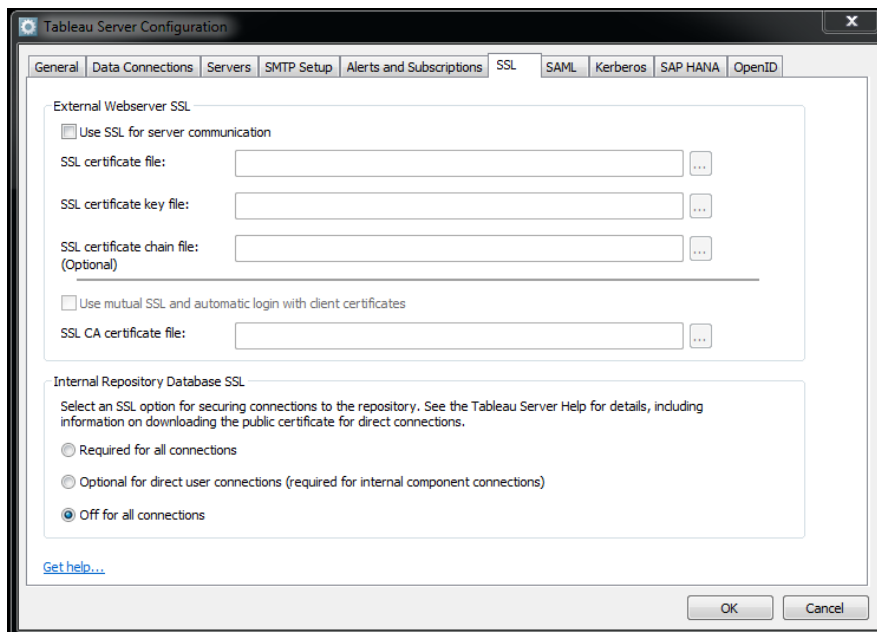 Tableau Server Configuration
X
General Data Connections Servers SMTP Setup Alerts and Subscriptions SSL SAML Kerberos SAP HANA OpenID
External Webserver SSL
Use SSL for server communication
SSL certificate file:
...
SSL certificate key file:
...
SSL certificate chain file:
(Optional)
...
Use mutual SSL and automatic login with client certificates
SSL CA certificate file:
...
Internal Repository Database SSL
Select an SSL option for securing connections to the repository. See the Tableau Server Help for details, including
information on downloading the public certificate for direct connections.
Required for all connections
Optional for direct user connections (required for internal component connections)
Off for all connections
Get help...
OK Cancel